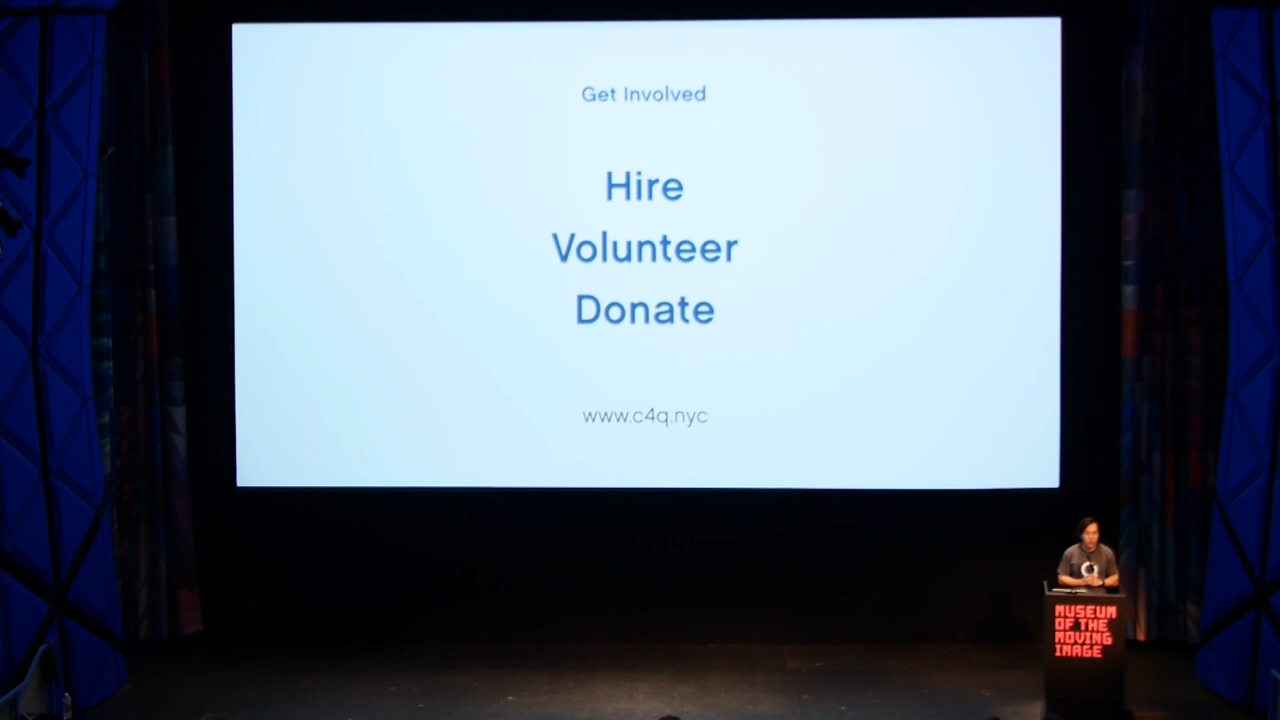 Get Involved
Hire
Volunteer
Donate
www.c4q.nyc
MUSEUM
OF THE
MOVING
IMAGE